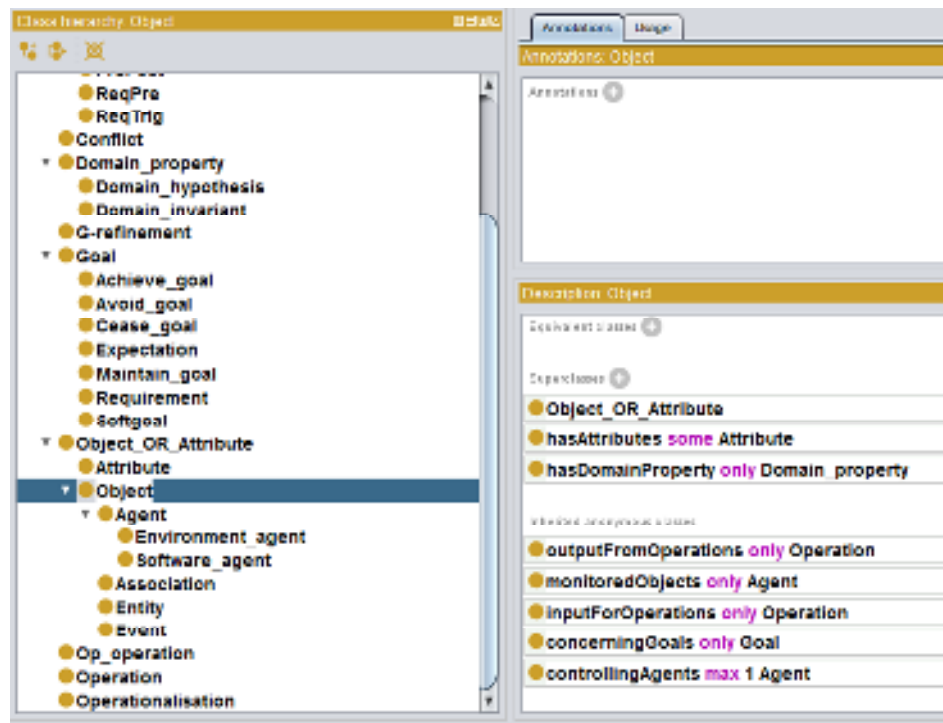 Class hierarchy: Object
ReqPre
ReqTrig
Conflict
Domain_property
Domain_hypothesis
Domain_invariant
G-refinement
Goal
Achieve_goal
Avoid_goal
Cease_goal
Expectation
Maintain_goal
Requirement
Softgoal
Object_OR_Attribute
Attribute
Object
Agent
Environment_agent
Software_agent
Association
Entity
Event
Op_operation
Operation
Operationalisation
Annotations Usage
Annotations: Object
Annotations
Description: Object
Equivalent classes
Superclasses
Object_OR_Attribute
hasAttributes some Attribute
hasDomainProperty only Domain_property
Inherited anonymous classes
outputFromOperations only Operation
monitoredObjects only Agent
inputForOperations only Operation
concerningGoals only Goal
controllingAgents max 1 Agent